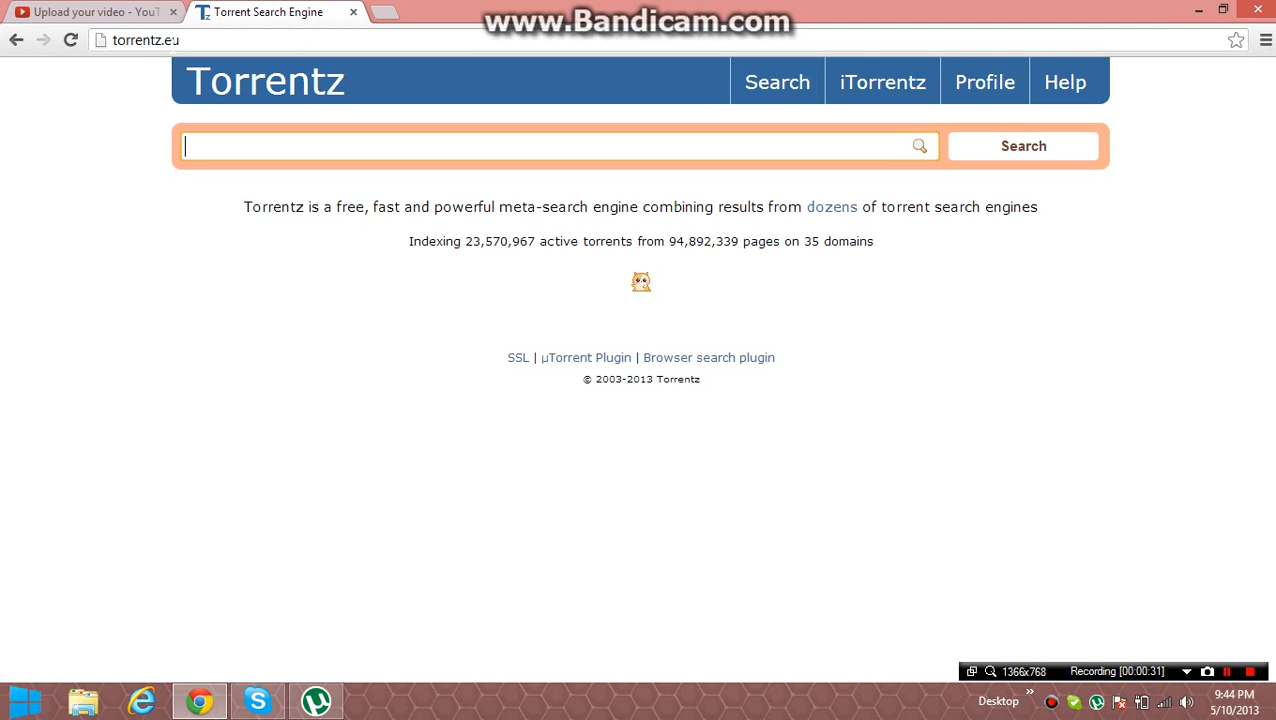 www.Bandicam.com
Upload your video - YouT
Torrent Search Engine
torrentz.eu
Torrentz
Search
iTorrentz
Profile
Help
Search
Torrentz is a free, fast and powerful meta-search engine combining results from dozens of torrent search engines
Indexing 23,570,967 active torrents from 94,892,339 pages on 35 domains
SSL | µTorrent Plugin | Browser search plugin
© 2003-2013 Torrentz
1366x768
Recording [00:00:31]
Desktop
9:44 PM
5/10/2013